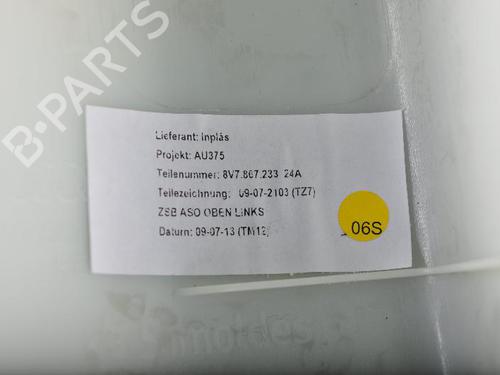 B-PARTS
Lieferant: Inplás
Projekt: AU375
Teilenummer: 8V7.867.233 24A
Teilezeichnung: 09-07-2103 (TZ7)
ZSB ASO OBEN LINKS
Datum: 09-07-13 (TM12)
06S